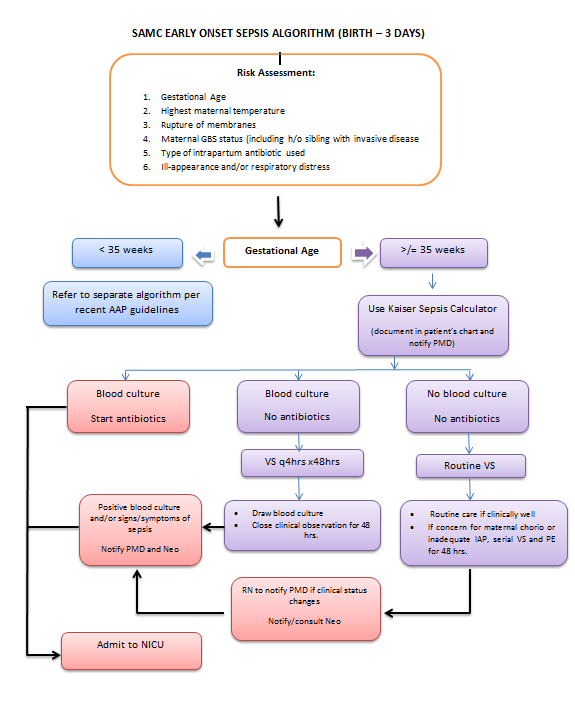 SAMC EARLY ONSET SEPSIS ALGORITHM (BIRTH – 3 DAYS)
Risk Assessment:
1. Gestational Age
2. Highest maternal temperature
3. Rupture of membranes
4. Maternal GBS status (including h/o sibling with invasive disease
5. Type of intrapartum antibiotic used
6. Ill-appearance and/or respiratory distress
< 35 weeks
Gestational Age
>/= 35 weeks
Refer to separate algorithm per
recent AAP guidelines
Use Kaiser Sepsis Calculator
(document in patient's chart and
notify PMD)
Blood culture
Start antibiotics
Blood culture
No antibiotics
No blood culture
No antibiotics
VS q4hrs x48hrs
Routine VS
Positive blood culture
and/or signs/symptoms of
sepsis
Notify PMD and Neo
• Draw blood culture
• Close clinical observation for 48
hrs.
• Routine care if clinically well
• If concern for maternal chorio or
inadequate IAP, serial VS and PE
for 48 hrs.
RN to notify PMD if clinical status
changes
Notify/consult Neo
Admit to NICU